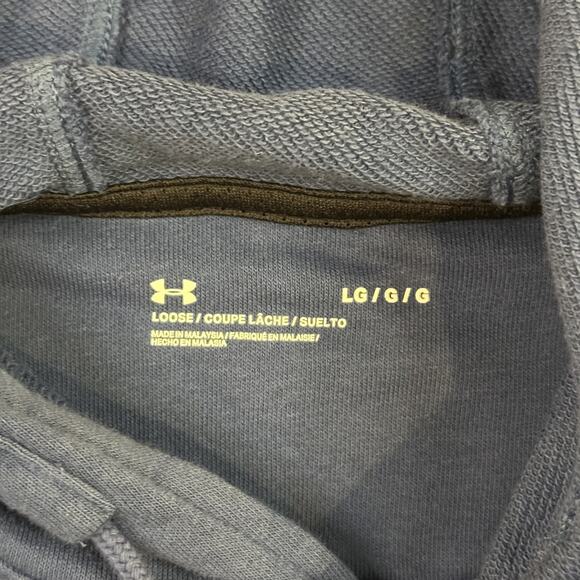 LG / G / G
LOOSE / COUPE LÂCHE / SUELTO
MADE IN MALAYSIA / FABRIQUÉ EN MALAISIE /
HECHO EN MALASIA